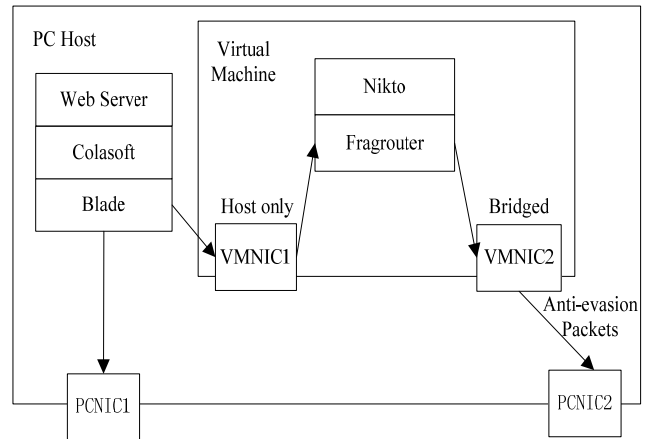 PC Host
Virtual
Machine
Web Server
Colasoft
Blade
Nikto
Fragrouter
Host only
Bridged
VMNIC1
VMNIC2
Anti-evasion
Packets
PCNIC1
PCNIC2